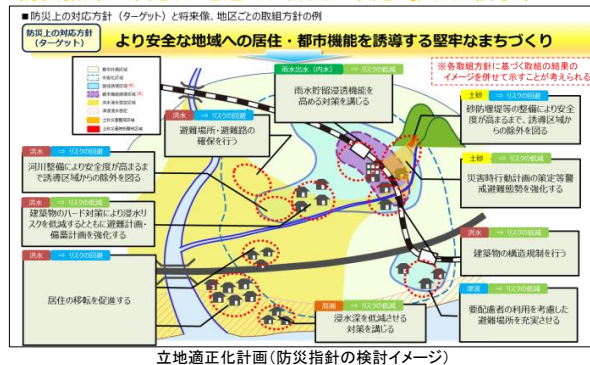 ■防災上の対応方針(ターゲット)と将来像、地区ごとの取組方針の例
防災上の対応方針
(ターゲット)
より安全な地域への居住・都市機能を誘導する堅牢なまちづくり
※各取組方針に基づく取組の結果の
イメージを併せて示すことが考えられる
雨水出水(内水) ⇒ リスクの低減
雨水貯留浸透機能を
高める対策を講じる
洪水 ⇒ リスクの回避
避難場所・避難路の
確保を行う
土砂 ⇒ リスクの回避
砂防堰堤等の整備により安全
度が高まるまで、誘導区域か
らの除外を図る
洪水 ⇒ リスクの回避
河川整備により安全度が高まるま
で誘導区域からの除外を図る
土砂 ⇒ リスクの低減
災害時行動計画の策定等警
戒避難態勢を強化する
洪水 ⇒ リスクの低減
建築物のハード対策により浸水リ
スクを低減するとともに避難計画・
備蓄計画を強化する
⇒ リスクの低減
建築物の構造規制を行う
洪水 ⇒ リスクの回避
居住の移転を促進する
高潮 ⇒ リスクの低減
浸水深を低減させる
対策を講じる
津波 ⇒ リスクの低減
要配慮者の利用を考慮した
避難場所を充実させる
立地適正化計画(防災指針の検討イメージ)